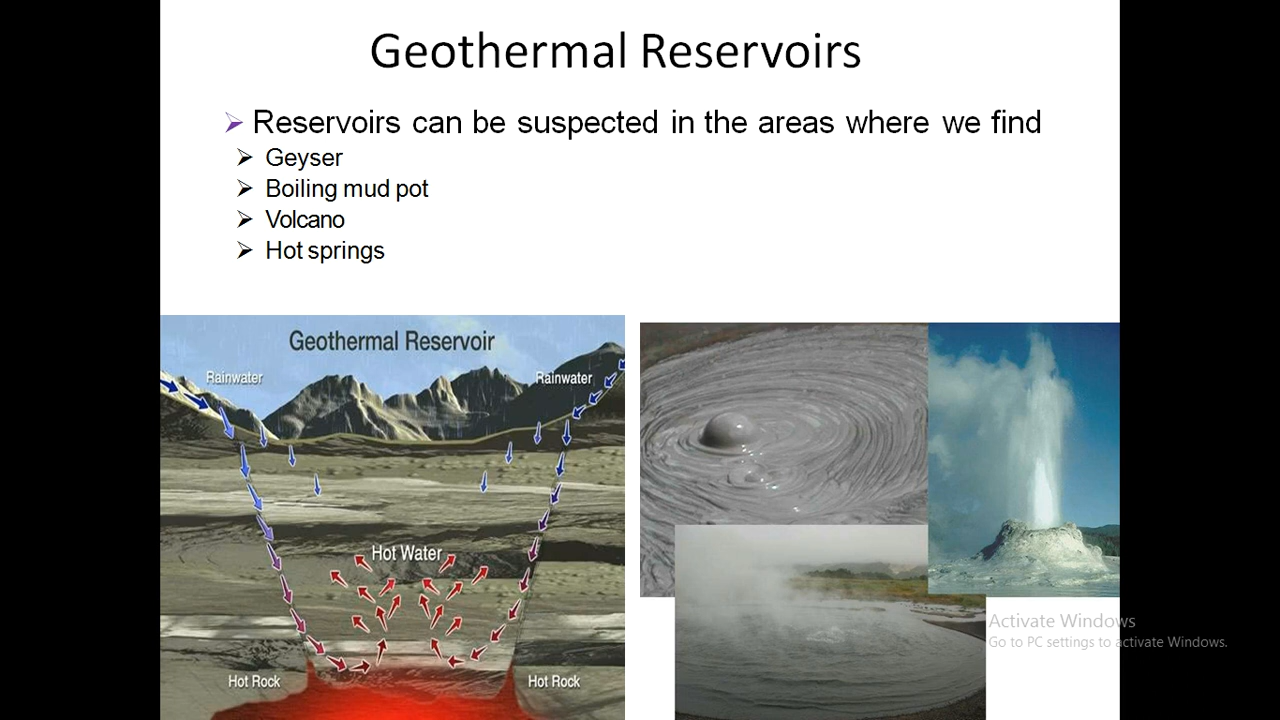 Geothermal Reservoirs
➢ Reservoirs can be suspected in the areas where we find
➢ Geyser
➢ Boiling mud pot
➢ Volcano
➢ Hot springs
Geothermal Reservoir
Rainwater
Rainwater
Hot Water
Hot Rock
Hot Rock
Activate Windows
Go to PC settings to activate Windows.